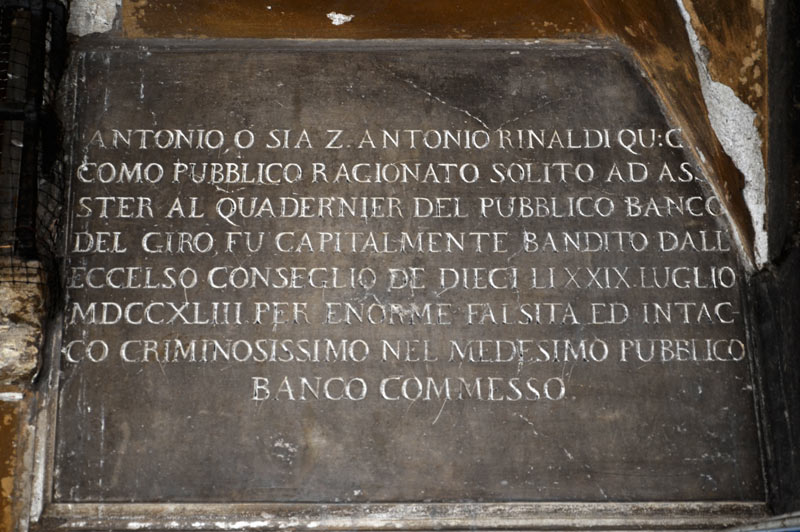 ANTONIO, O SIA Z. ANTONIO RINALDI QU: G
COMO PUBBLICO RAGIONATO SOLITO AD AS
STER AL QUADERNIER DEL PUBBLICO BANCO
DEL GIRO, FU CAPITALMENTE BANDITO DALL
ECCELSO CONSEGLIO DE DIECI LI XXIX. LUGLIO
MDCCXLIII. PER ENORME FALSITA ED INTAC-
CO CRIMINOSISSIMO NEL MEDESIMO PUBBLICO
BANCO COMMESSO.